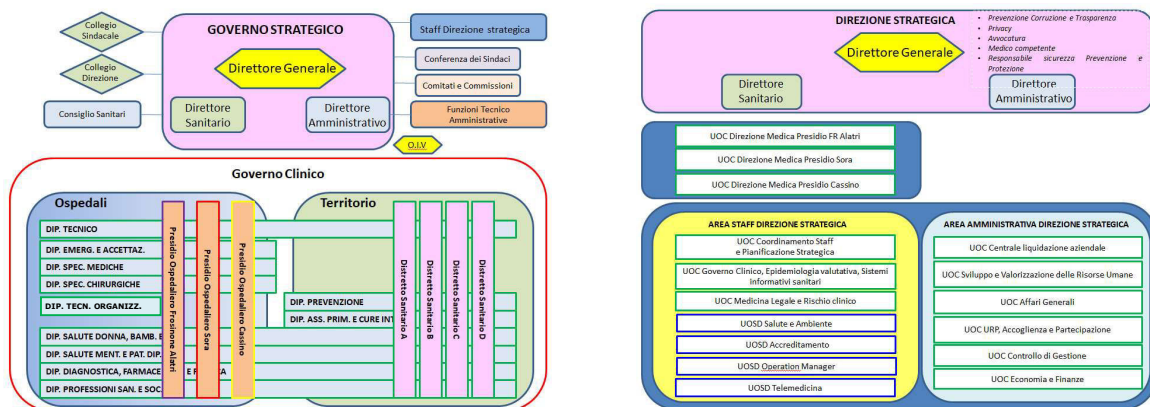 Collegio
Sindacale
Collegio
Direzione
Consiglio Sanitari
GOVERNO STRATEGICO
Direttore Generale
Direttore
Sanitario
Direttore
Amministrativo
Staff Direzione strategica
Conferenza dei Sindaci
Comitati e Commissioni
Funzioni Tecnico
Amministrative
O.I.V
Governo Clinico
Ospedali
Territorio
DIP. TECNICO
DIP. EMERG. E ACCETTAZ.
DIP. SPEC. MEDICHE
DIP. SPEC. CHIRURGICHE
DIP. TECN. ORGANIZZ.
DIP. PREVENZIONE
DIP. ASS. PRIM. E CURE INT
DIP. SALUTE DONNA, BAMB. E
DIP. SALUTE MENT. E PAT. DIP.
DIP. DIAGNOSTICA, FARMACE
DIP. PROFESSIONI SAN. E SOC.
Presidio Ospedaliero Frosinone Alatri
Presidio Ospedaliero Sora
Presidio Ospedaliero Cassino
Distretto Sanitario A
Distretto Sanitario B
Distretto Sanitario C
Distretto Sanitario D
DIREZIONE STRATEGICA
Direttore Generale
• Prevenzione Corruzione e Trasparenza
• Privacy
• Avvocatura
• Medico competente
• Responsabile sicurezza Prevenzione e
Protezione
Direttore
Sanitario
Direttore
Amministrativo
UOC Direzione Medica Presidio FR Alatri
UOC Direzione Medica Presidio Sora
UOC Direzione Medica Presidio Cassino
AREA STAFF DIREZIONE STRATEGICA
UOC Coordinamento Staff
e Pianificazione Strategica
UOC Governo Clinico, Epidemiologia valutativa, Sistemi
Informativi sanitari
UOC Medicina Legale e Rischio clinico
UOSD Salute e Ambiente
UOSD Accreditamento
UOSD Operation Manager
UOSD Telemedicina
AREA AMMINISTRATIVA DIREZIONE STRATEGICA
UOC Centrale liquidazione aziendale
UOC Sviluppo e Valorizzazione delle Risorse Umane
UOC Affari Generali
UOC URP, Accoglienza e Partecipazione
UOC Controllo di Gestione
UOC Economia e Finanze